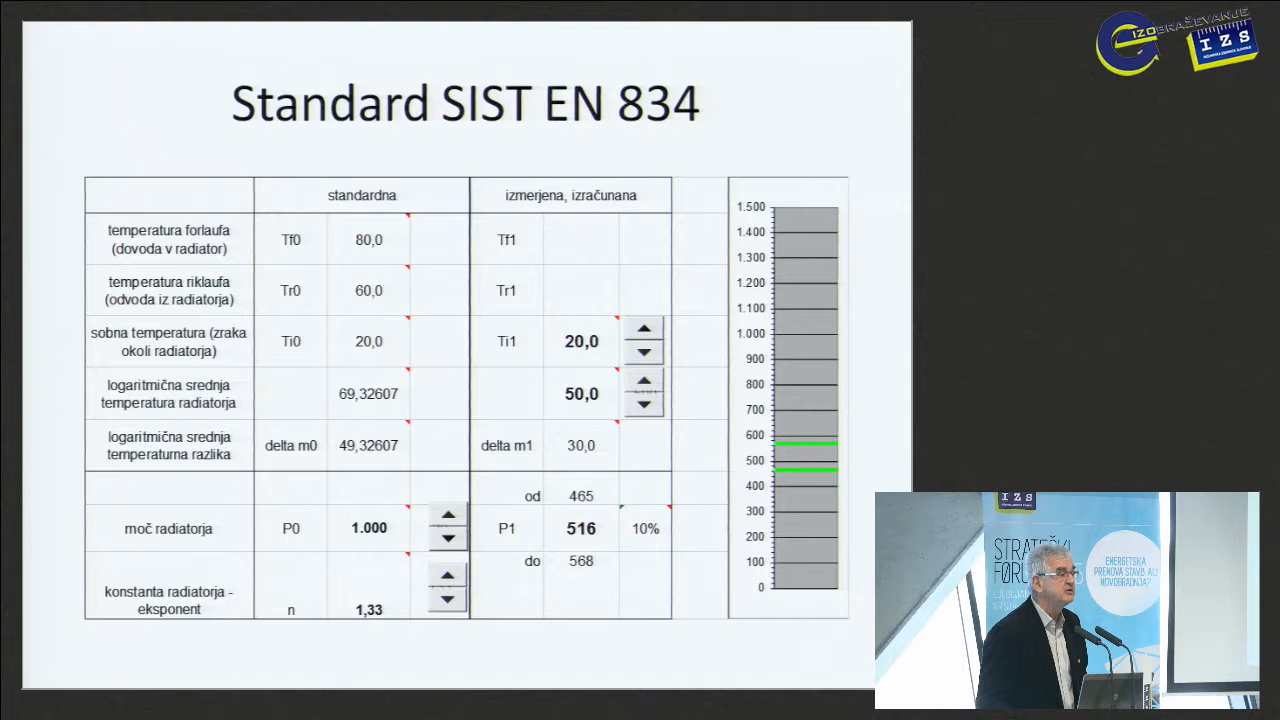 IZOBRAŽEVANJE
IZS
INŽENIRSKA ZBORNICA SLOVENIJE
Standard SIST EN 834
standardna
izmerjena, izračunana
temperatura forlaufa
(dovoda v radiator)
Tf0
80,0
Tf1
temperatura riklaufa
(odvoda iz radiatorja)
Tr0
60,0
Tr1
sobna temperatura (zraka
okoli radiatorja)
Ti0
20,0
Ti1
20,0
logaritmična srednja
temperatura radiatorja
69,32607
50,0
logaritmična srednja
temperaturna razlika
delta m0
49,32607
delta m1
30,0
od
465
moč radiatorja
P0
1.000
P1
516
10%
do
568
konstanta radiatorja -
eksponent
n
1,33
1.500
1.400
1.300
1.200
1.100
1.000
900
800
700
600
500
400
300
200
100
0
IZS
STRATEŠKI
ENERGETSKA
PRENOVA STAVB ALI
NOVOGRADNJA?